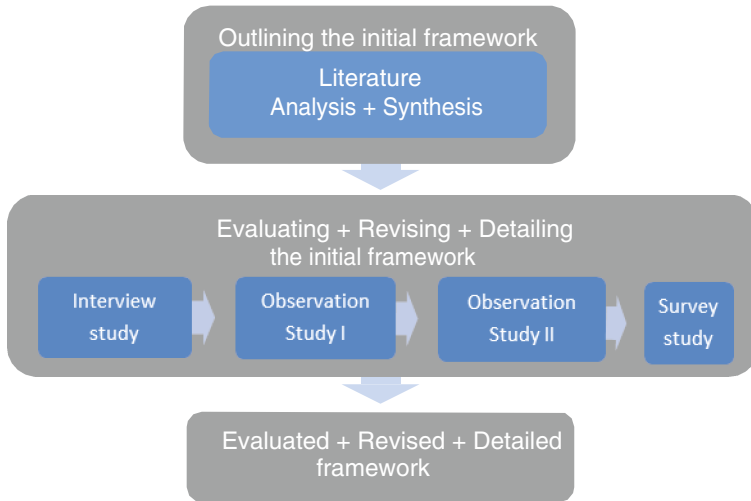 Outlining the initial framework
Literature
Analysis + Synthesis
Evaluating + Revising + Detailing
the initial framework
Interview
study
Observation
Study I
Observation
Study II
Survey
study
Evaluated + Revised + Detailed
framework